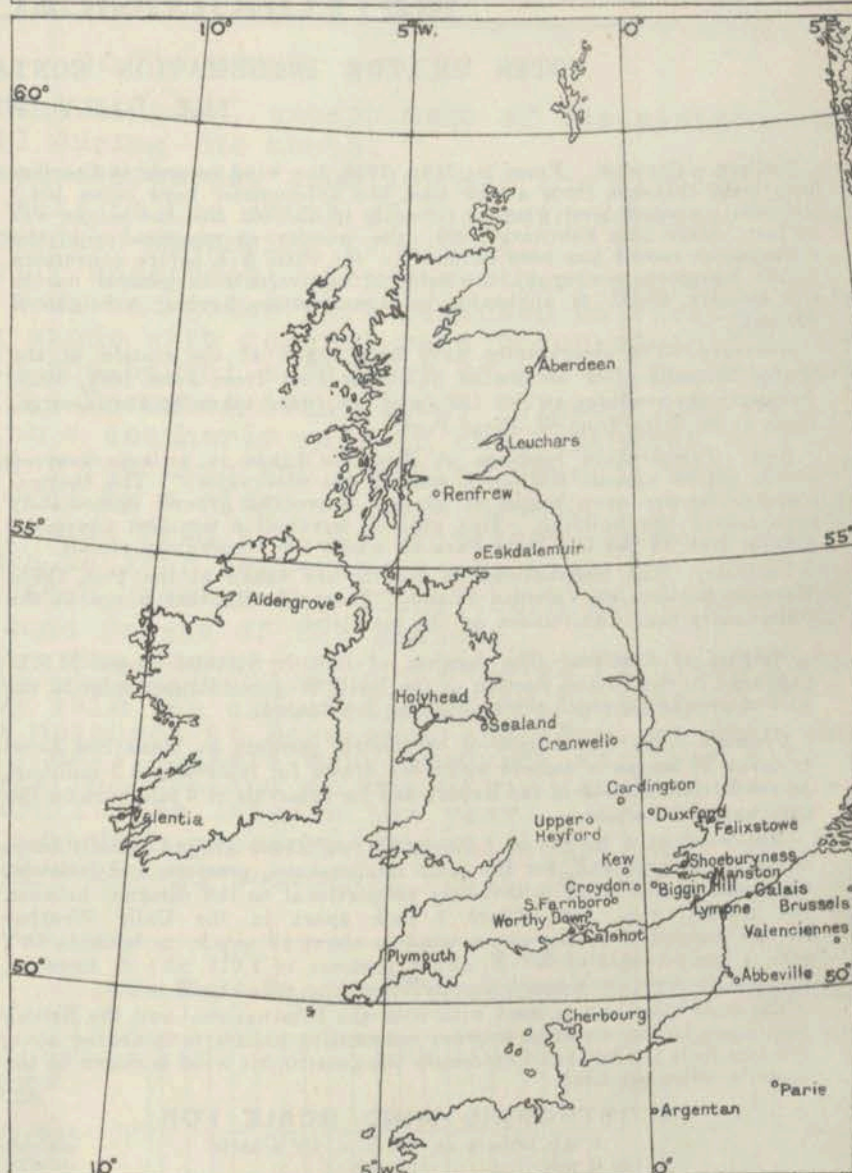 10° 5°W. 0°
60°
Aberdeen
Leuchars
Renfrew
55° 55°
Eskdalemuir
Aldergrove
Holyhead
Sealand
Cranwell
Cardington
Valentia
Duxford
Upper
Heyford
Felixstowe
Kew
Shoeburyness
Manston
Croydon
Biggin Hill
Calais
S. Farnboro
Lympne
Brussels
Worthy Down
Calshot
Valenciennes
Plymouth
50° 50°
Abbeville
Cherbourg
Paris
Argentan
10° 5°W 0°